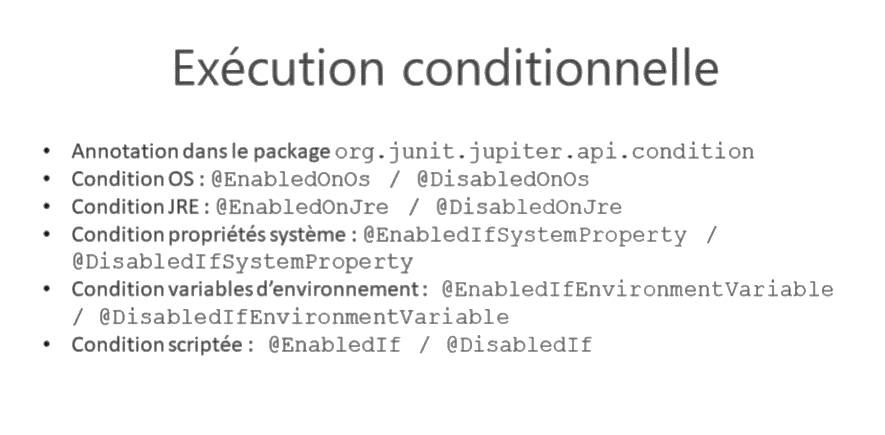 Exécution conditionnelle
• Annotation dans le package org.junit.jupiter.api.condition
• Condition OS : @EnabledOnOs / @DisabledOnOs
• Condition JRE : @EnabledOnJre / @DisabledOnJre
• Condition propriétés système : @EnabledIfSystemProperty /
@DisabledIfSystemProperty
• Condition variables d’environnement : @EnabledIfEnvironmentVariable
/ @DisabledIfEnvironmentVariable
• Condition scriptée : @EnabledIf / @DisabledIf